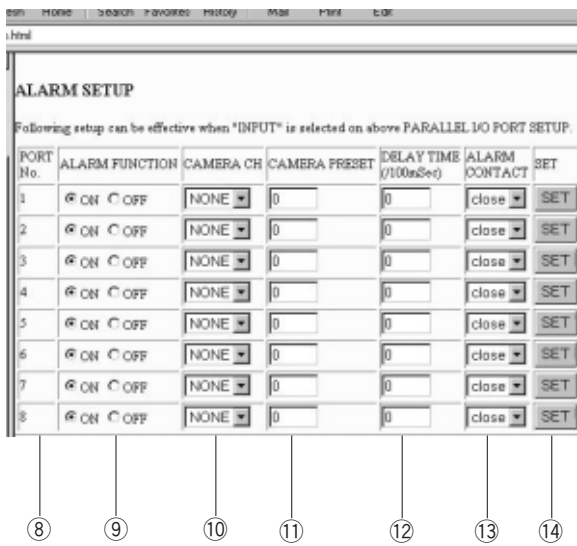 Home Search Favorites History Mail Print Edit
.html
ALARM SETUP
Following setup can be effective when "INPUT" is selected on above PARALLEL I/O PORT SETUP.
PORT No. ALARM FUNCTION CAMERA CH CAMERA PRESET DELAY TIME (/100mSec) ALARM CONTACT SET
1 ON OFF NONE 0 0 close SET
2 ON OFF NONE 0 0 close SET
3 ON OFF NONE 0 0 close SET
4 ON OFF NONE 0 0 close SET
5 ON OFF NONE 0 0 close SET
6 ON OFF NONE 0 0 close SET
7 ON OFF NONE 0 0 close SET
8 ON OFF NONE 0 0 close SET
⑧ ⑨ ⑩ ⑪ ⑫ ⑬ ⑭